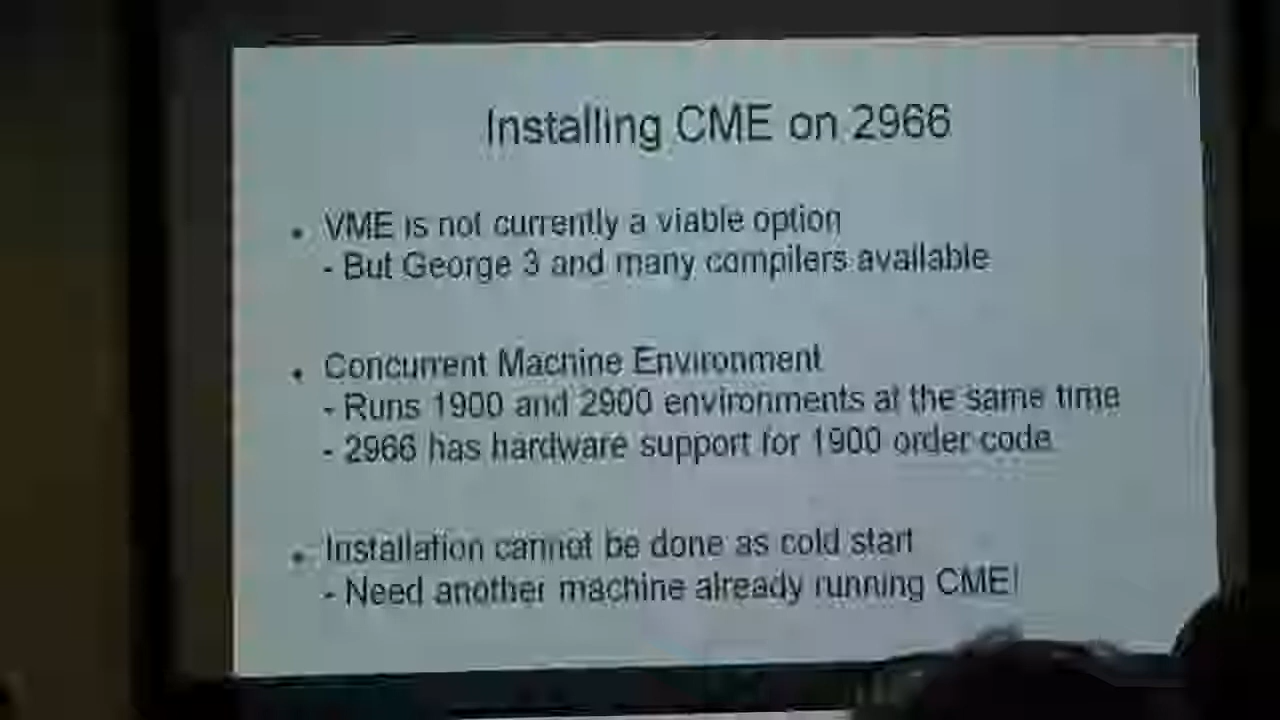 Installing CME on 2966
• VME is not currently a viable option
- But George 3 and many compilers available
• Concurrent Machine Environment
- Runs 1900 and 2900 environments at the same time
- 2966 has hardware support for 1900 order code
• Installation cannot be done as cold start
- Need another machine already running CME!